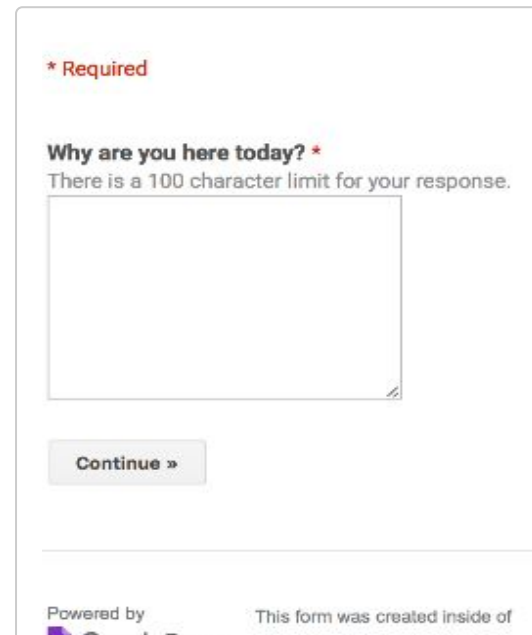 * Required
Why are you here today? *
There is a 100 character limit for your response.
Continue »
Powered by
This form was created inside of